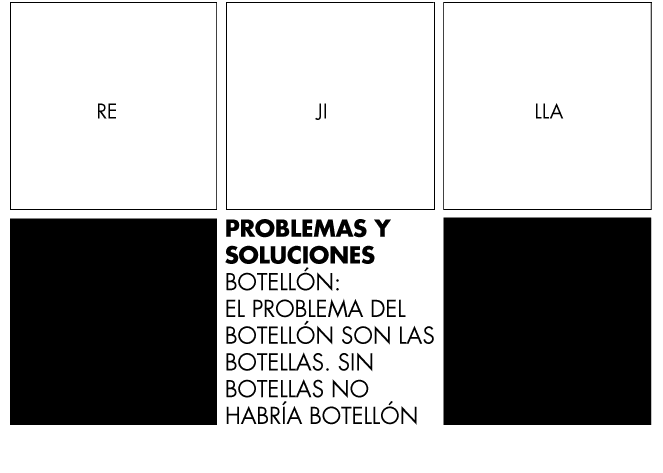 RE
JI
LLA
PROBLEMAS Y
SOLUCIONES
BOTELLÓN:
EL PROBLEMA DEL
BOTELLÓN SON LAS
BOTELLAS. SIN
BOTELLAS NO
HABRÍA BOTELLÓN